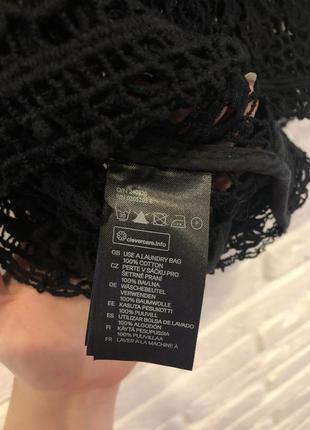 30
P
clevercare.info
GB USE A LAUNDRY BAG
100% COTTON
CZ PERTE V SÁČKU PRO
ŠETRNÉ PRANÍ
100% BAVLNA
DE WÄSCHEBEUTEL
VERWENDEN
100% BAUMWOLLE
EE KASUTA PESUKOTTI
100% PUUVILL
ES UTILIZAR BOLSA DE LAVADO
100% ALGODÓN
FI KÄYTÄ PESUPUSSIA
100% PUUVILLAA
FR LAVER À LA MACHINE À